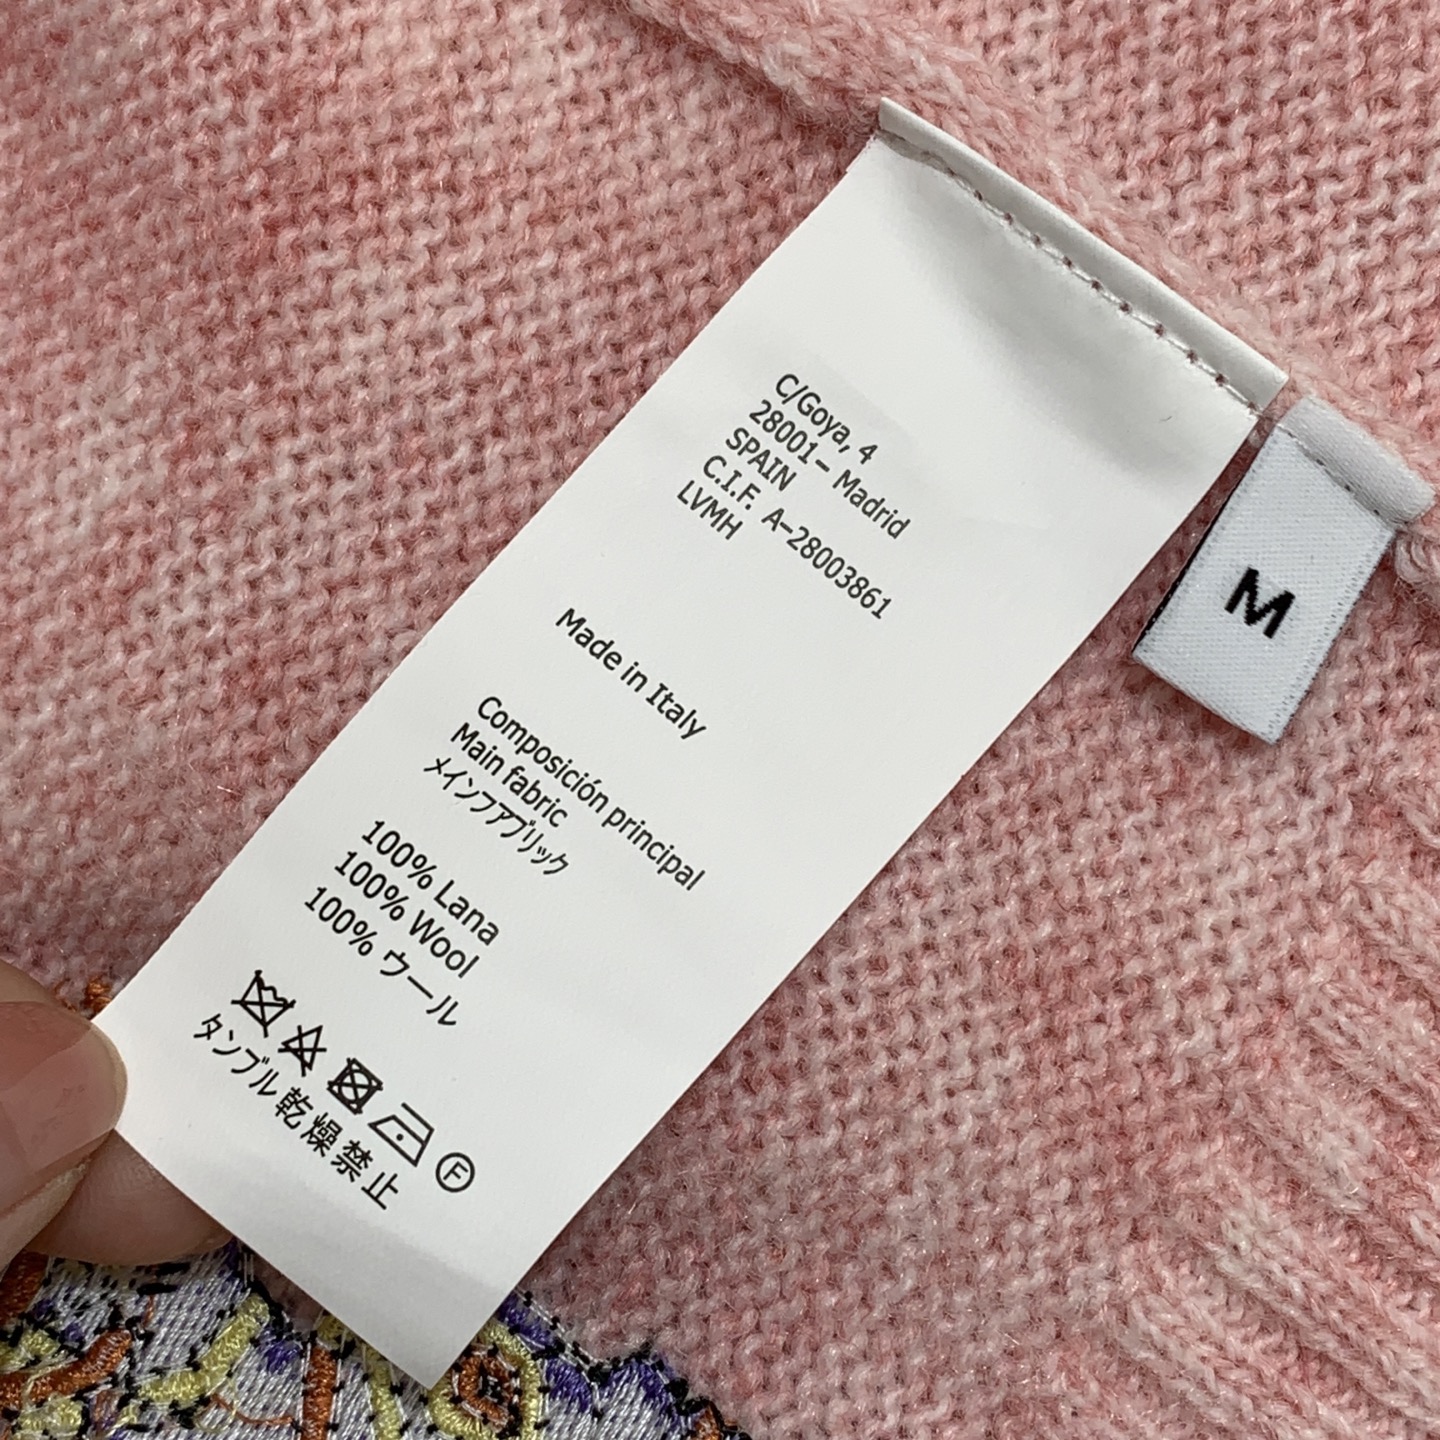 C/Goya, 4
28001- Madrid
SPAIN
C.I.F. A-28003861
LVMH
Made in Italy
Composición principal
Main fabric
メインファブリック
100% Lana
100% Wool
100% ウール
F
タンブル乾燥禁止
M